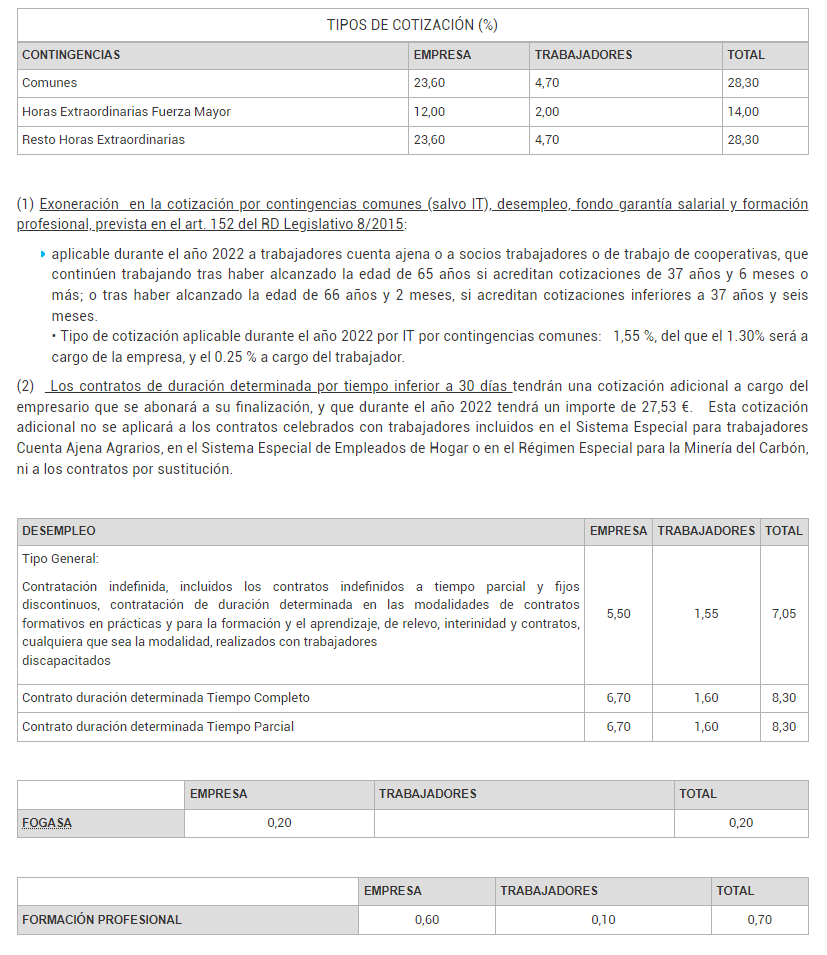 TIPOS DE COTIZACIÓN (%)
CONTINGENCIAS EMPRESA TRABAJADORES TOTAL
Comunes 23,60 4,70 28,30
Horas Extraordinarias Fuerza Mayor 12,00 2,00 14,00
Resto Horas Extraordinarias 23,60 4,70 28,30
(1) Exoneración en la cotización por contingencias comunes (salvo IT), desempleo, fondo garantía salarial y formación
profesional, prevista en el art. 152 del RD Legislativo 8/2015:
aplicable durante el año 2022 a trabajadores cuenta ajena o a socios trabajadores o de trabajo de cooperativas, que
continúen trabajando tras haber alcanzado la edad de 65 años si acreditan cotizaciones de 37 años y 6 meses o
más; o tras haber alcanzado la edad de 66 años y 2 meses, si acreditan cotizaciones inferiores a 37 años y seis
meses.
• Tipo de cotización aplicable durante el año 2022 por IT por contingencias comunes: 1,55 %, del que el 1.30% será a
cargo de la empresa, y el 0.25 % a cargo del trabajador.
(2) Los contratos de duración determinada por tiempo inferior a 30 días tendrán una cotización adicional a cargo del
empresario que se abonará a su finalización, y que durante el año 2022 tendrá un importe de 27,53 €. Esta cotización
adicional no se aplicará a los contratos celebrados con trabajadores incluidos en el Sistema Especial para trabajadores
Cuenta Ajena Agrarios, en el Sistema Especial de Empleados de Hogar o en el Régimen Especial para la Minería del Carbón,
ni a los contratos por sustitución.
DESEMPLEO EMPRESA TRABAJADORES TOTAL
Tipo General:
Contratación indefinida, incluidos los contratos indefinidos a tiempo parcial y fijos
discontinuos, contratación de duración determinada en las modalidades de contratos
formativos en prácticas y para la formación y el aprendizaje, de relevo, interinidad y contratos,
cualquiera que sea la modalidad, realizados con trabajadores
discapacitados
5,50 1,55 7,05
Contrato duración determinada Tiempo Completo 6,70 1,60 8,30
Contrato duración determinada Tiempo Parcial 6,70 1,60 8,30
EMPRESA TRABAJADORES TOTAL
FOGASA 0,20 0,20
EMPRESA TRABAJADORES TOTAL
FORMACIÓN PROFESIONAL 0,60 0,10 0,70